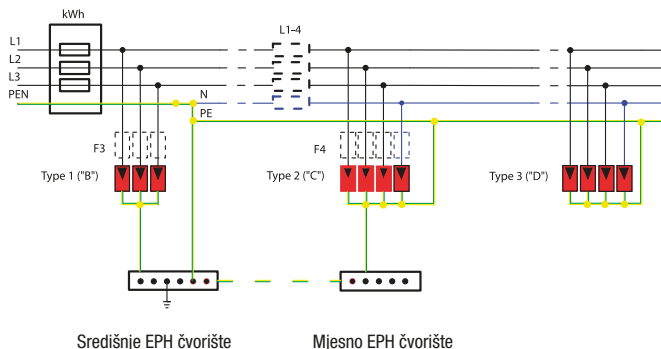 kWh
L1
L2
L3
PEN
L1-4
N
PE
F3
F4
Type 1 ("B")
Type 2 ("C")
Type 3 ("D")
Središnje EPH čvorište
Mjesno EPH čvorište